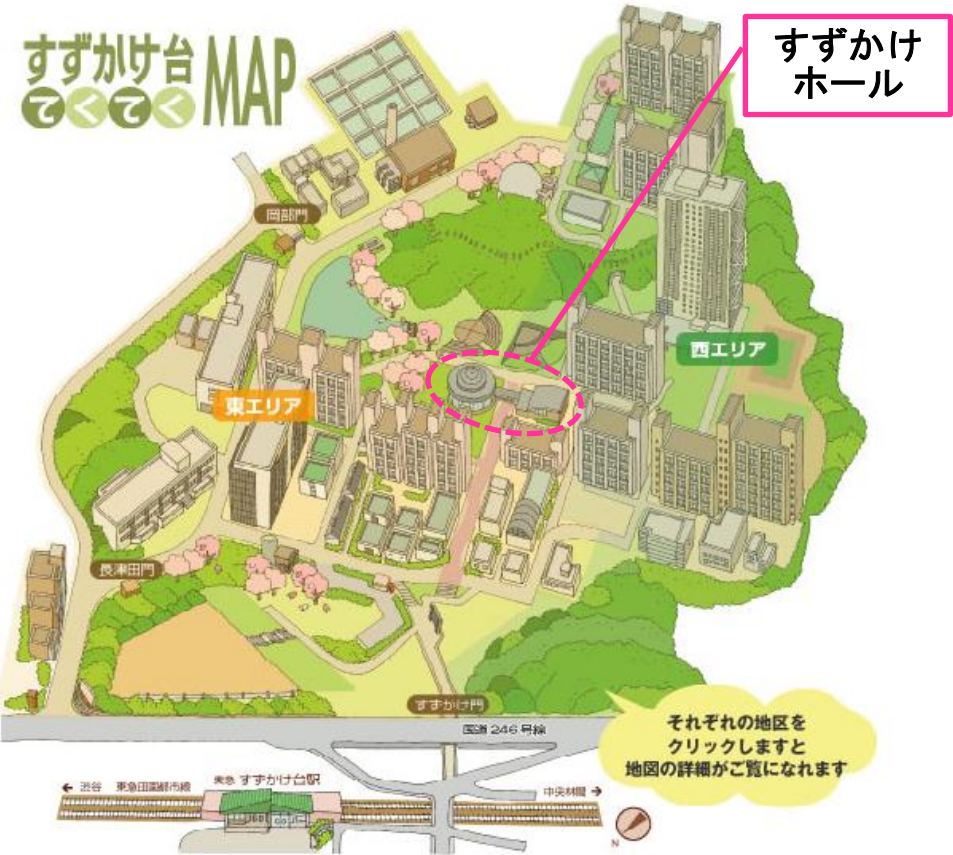 すずかけ台
てくてく MAP
すずかけ
ホール
岡部門
西エリア
東エリア
長津田門
すずかけ門
国道246号線
それぞれの地区を
クリックしますと
地図の詳細がご覧になれます
← 渋谷 東急田園都市線 東急 すずかけ台駅 中央林間 →
N